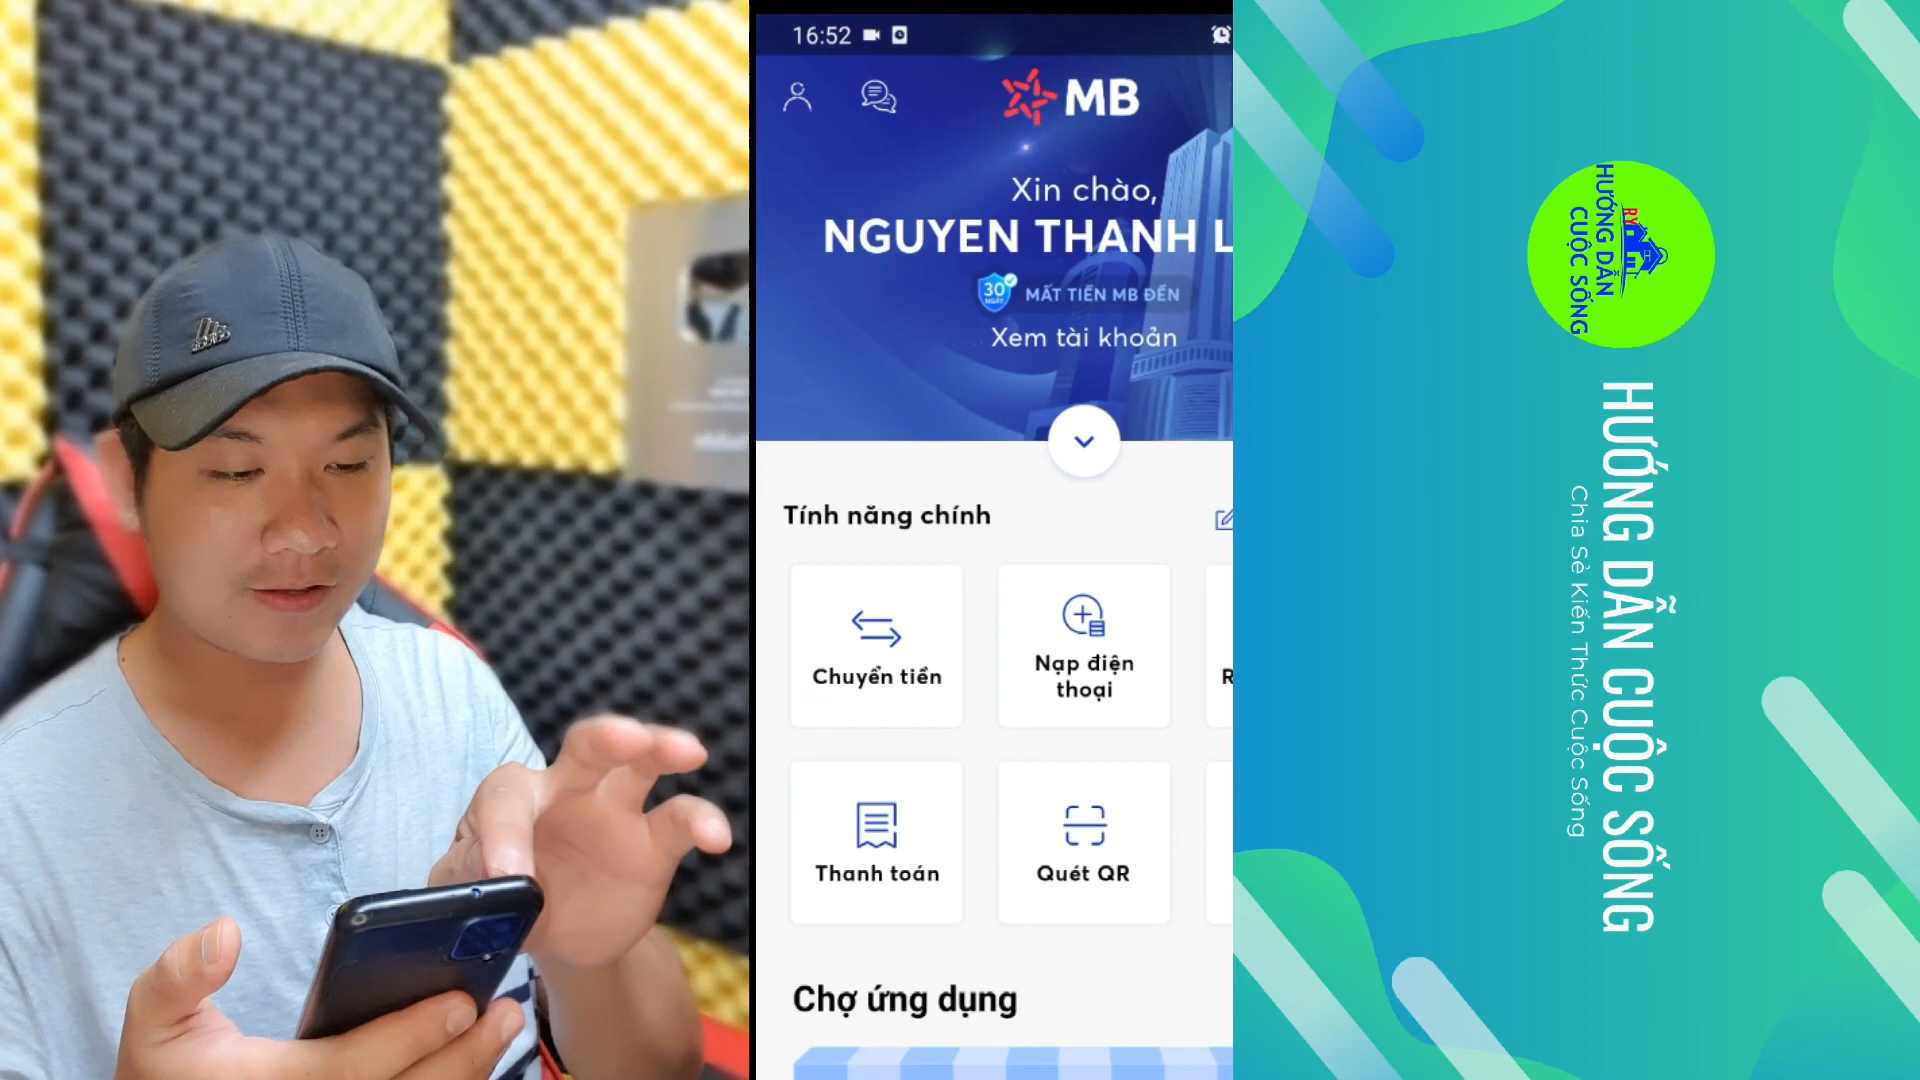 16:52
MB
Xin chào,
NGUYEN THANH L
30
NGÀY
MẤT TIỀN MB ĐỀN
Xem tài khoản
Tính năng chính
Chuyển tiền
Nạp điện
thoại
R
Thanh toán
Quét QR
Chợ ứng dụng
RY
HƯỚNG DẪN
CUỘC SỐNG
HƯỚNG DẪN CUỘC SỐNG
Chia Sẻ Kiến Thức Cuộc Sống